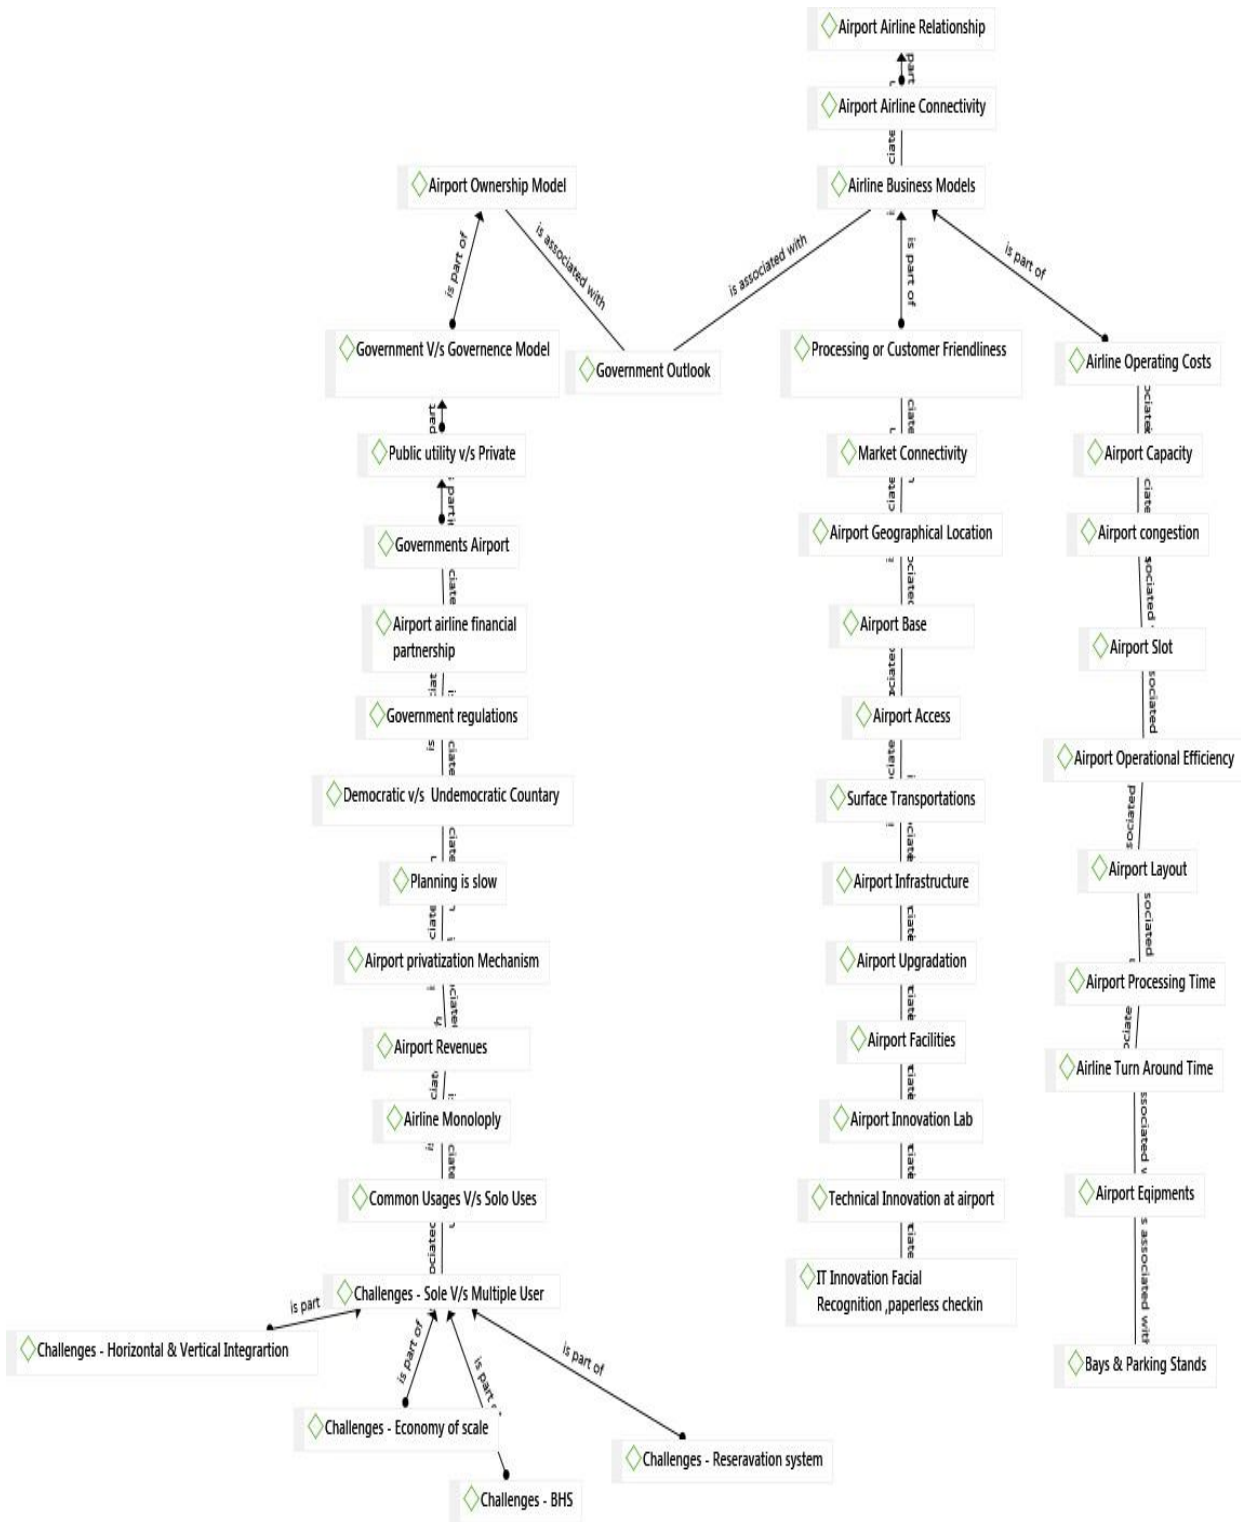 Airport Airline Relationship
part
Airport Airline Connectivity
ciate
Airport Ownership Model
Airline Business Models
is part of
is associated with
is associated with
is part of
is part of
Government V/s Governence Model
Government Outlook
Processing or Customer Friendliness
Airline Operating Costs
part
Public utility v/s Private
Market Connectivity
Airport Capacity
Governments Airport
Airport Geographical Location
Airport congestion
Airport airline financial
partnership
Airport Base
Airport Slot
Government regulations
Airport Access
Airport Operational Efficiency
Democratic v/s Undemocratic Countary
Surface Transportations
Planning is slow
Airport Infrastructure
Airport Layout
Airport privatization Mechanism
Airport Upgradation
Airport Processing Time
Airport Revenues
Airport Facilities
Airline Turn Around Time
Airline Monoloply
Airport Innovation Lab
Common Usages V/s Solo Uses
Technical Innovation at airport
Airport Eqipments
associated with
Challenges - Sole V/s Multiple User
IT Innovation Facial
Recognition ,paperless checkin
is part
Challenges - Horizontal & Vertical Integrartion
is part of
is part
is part of
Bays & Parking Stands
Challenges - Economy of scale
Challenges - Reseravation system
Challenges - BHS